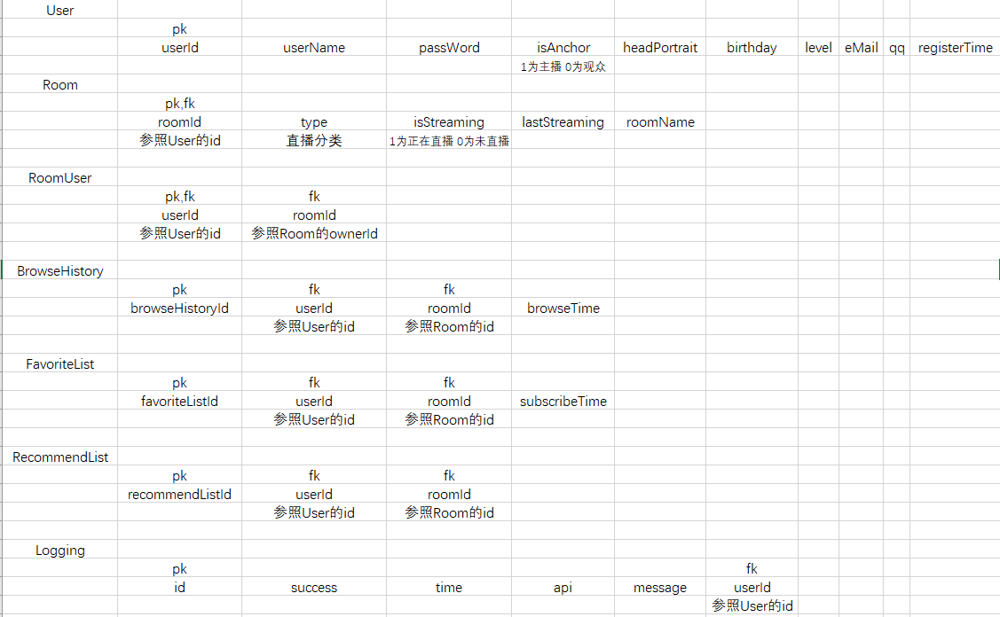 User
pk
userId userName passWord isAnchor headPortrait birthday level eMail qq registerTime
1为主播 0为观众
Room
pk,fk
roomId type isStreaming lastStreaming roomName
参照User的id 直播分类 1为正在直播 0为未直播
RoomUser
pk,fk fk
userId roomId
参照User的id 参照Room的ownerId
BrowseHistory
pk fk fk
browseHistoryId userId roomId browseTime
参照User的id 参照Room的id
FavoriteList
pk fk fk
favoriteListId userId roomId subscribeTime
参照User的id 参照Room的id
RecommendList
pk fk fk
recommendListId userId roomId
参照User的id 参照Room的id
Logging
pk fk
id success time api message userId
参照User的id